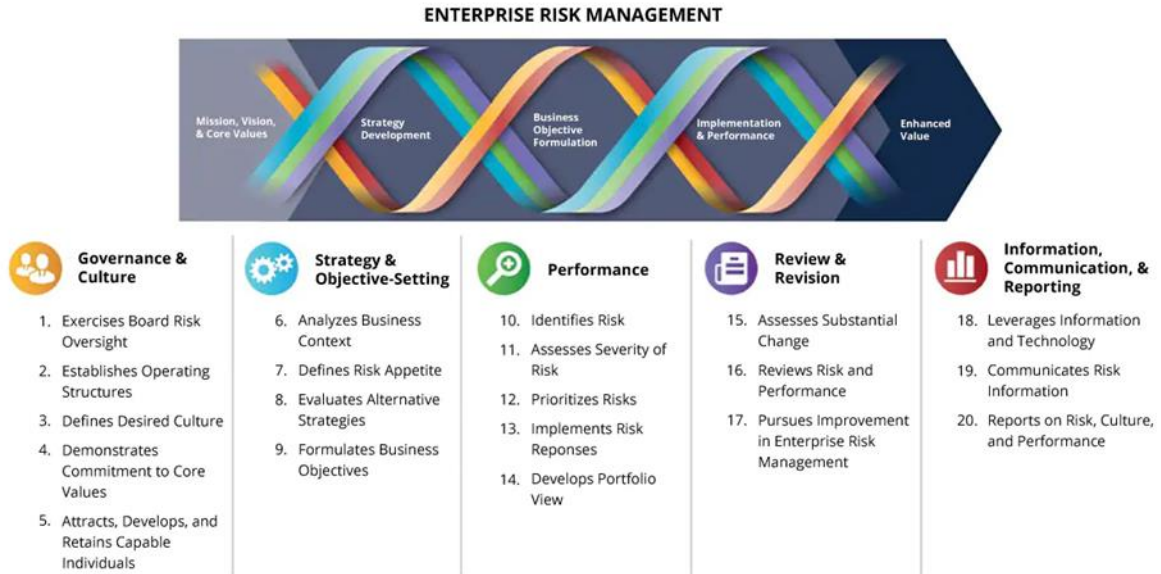 ENTERPRISE RISK MANAGEMENT
Mission, Vision,
& Core Values
Strategy
Development
Business
Objective
Formulation
Implementation
& Performance
Enhanced
Value
Governance &
Culture
1. Exercises Board Risk
Oversight
2. Establishes Operating
Structures
3. Defines Desired Culture
4. Demonstrates
Commitment to Core
Values
5. Attracts, Develops, and
Retains Capable
Individuals
Strategy &
Objective-Setting
6. Analyzes Business
Context
7. Defines Risk Appetite
8. Evaluates Alternative
Strategies
9. Formulates Business
Objectives
Performance
10. Identifies Risk
11. Assesses Severity of
Risk
12. Prioritizes Risks
13. Implements Risk
Reponses
14. Develops Portfolio
View
Review &
Revision
15. Assesses Substantial
Change
16. Reviews Risk and
Performance
17. Pursues Improvement
in Enterprise Risk
Management
Information,
Communication, &
Reporting
18. Leverages Information
and Technology
19. Communicates Risk
Information
20. Reports on Risk, Culture,
and Performance